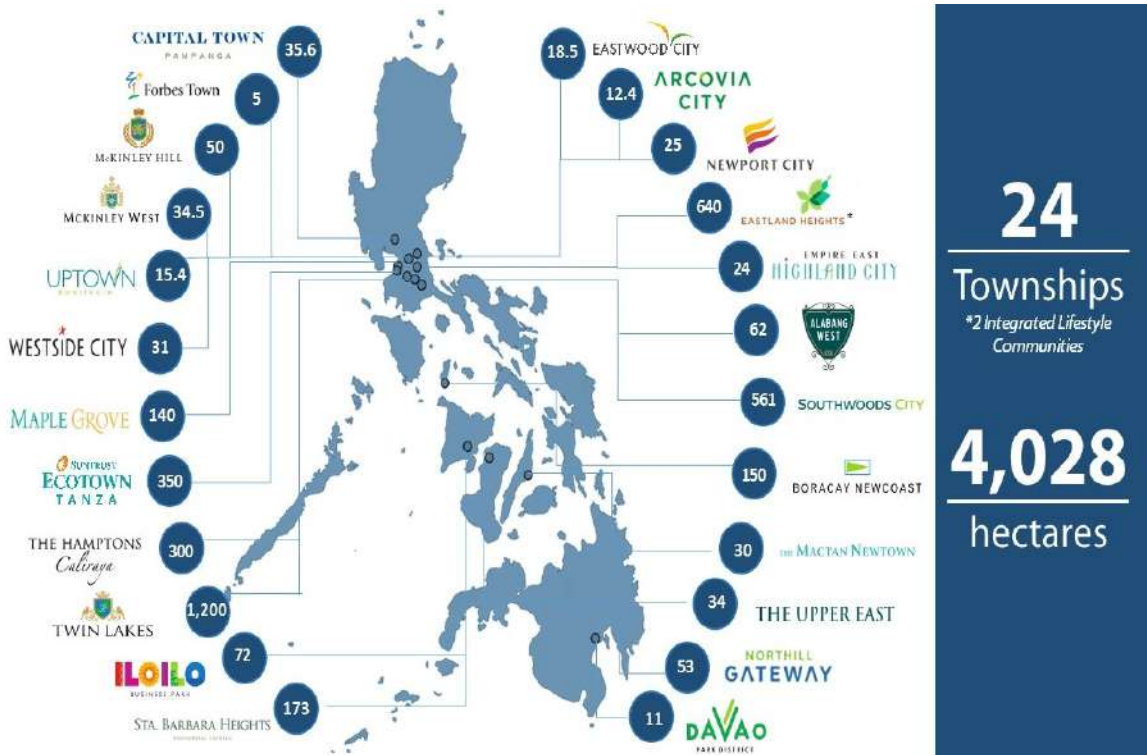 CAPITAL TOWN
PAMPANGA
35.6
Forbes Town
5
McKINLEY HILL
50
MCKINLEY WEST
34.5
UPTOWN
BONIFACIO
15.4
WESTSIDE CITY
31
MAPLE GROVE
140
SUNTRUST
ECOTOWN
TANZA
350
THE HAMPTONS
Caliraya
300
TWIN LAKES
1,200
ILOILO
BUSINESS PARK
72
STA. BARBARA HEIGHTS
173
18.5
EASTWOOD CITY
12.4
ARCOVIA
CITY
25
NEWPORT CITY
640
EASTLAND HEIGHTS*
24
EMPIRE EAST
HIGHLAND CITY
62
ALABANG
WEST
561
SOUTHWOODS CITY
150
BORACAY NEWCOAST
30
THE MACTAN NEWTOWN
34
THE UPPER EAST
53
NORTHILL
GATEWAY
11
DAVAO
PARK DISTRICT
24
Townships
*2 Integrated Lifestyle
Communities
4,028
hectares